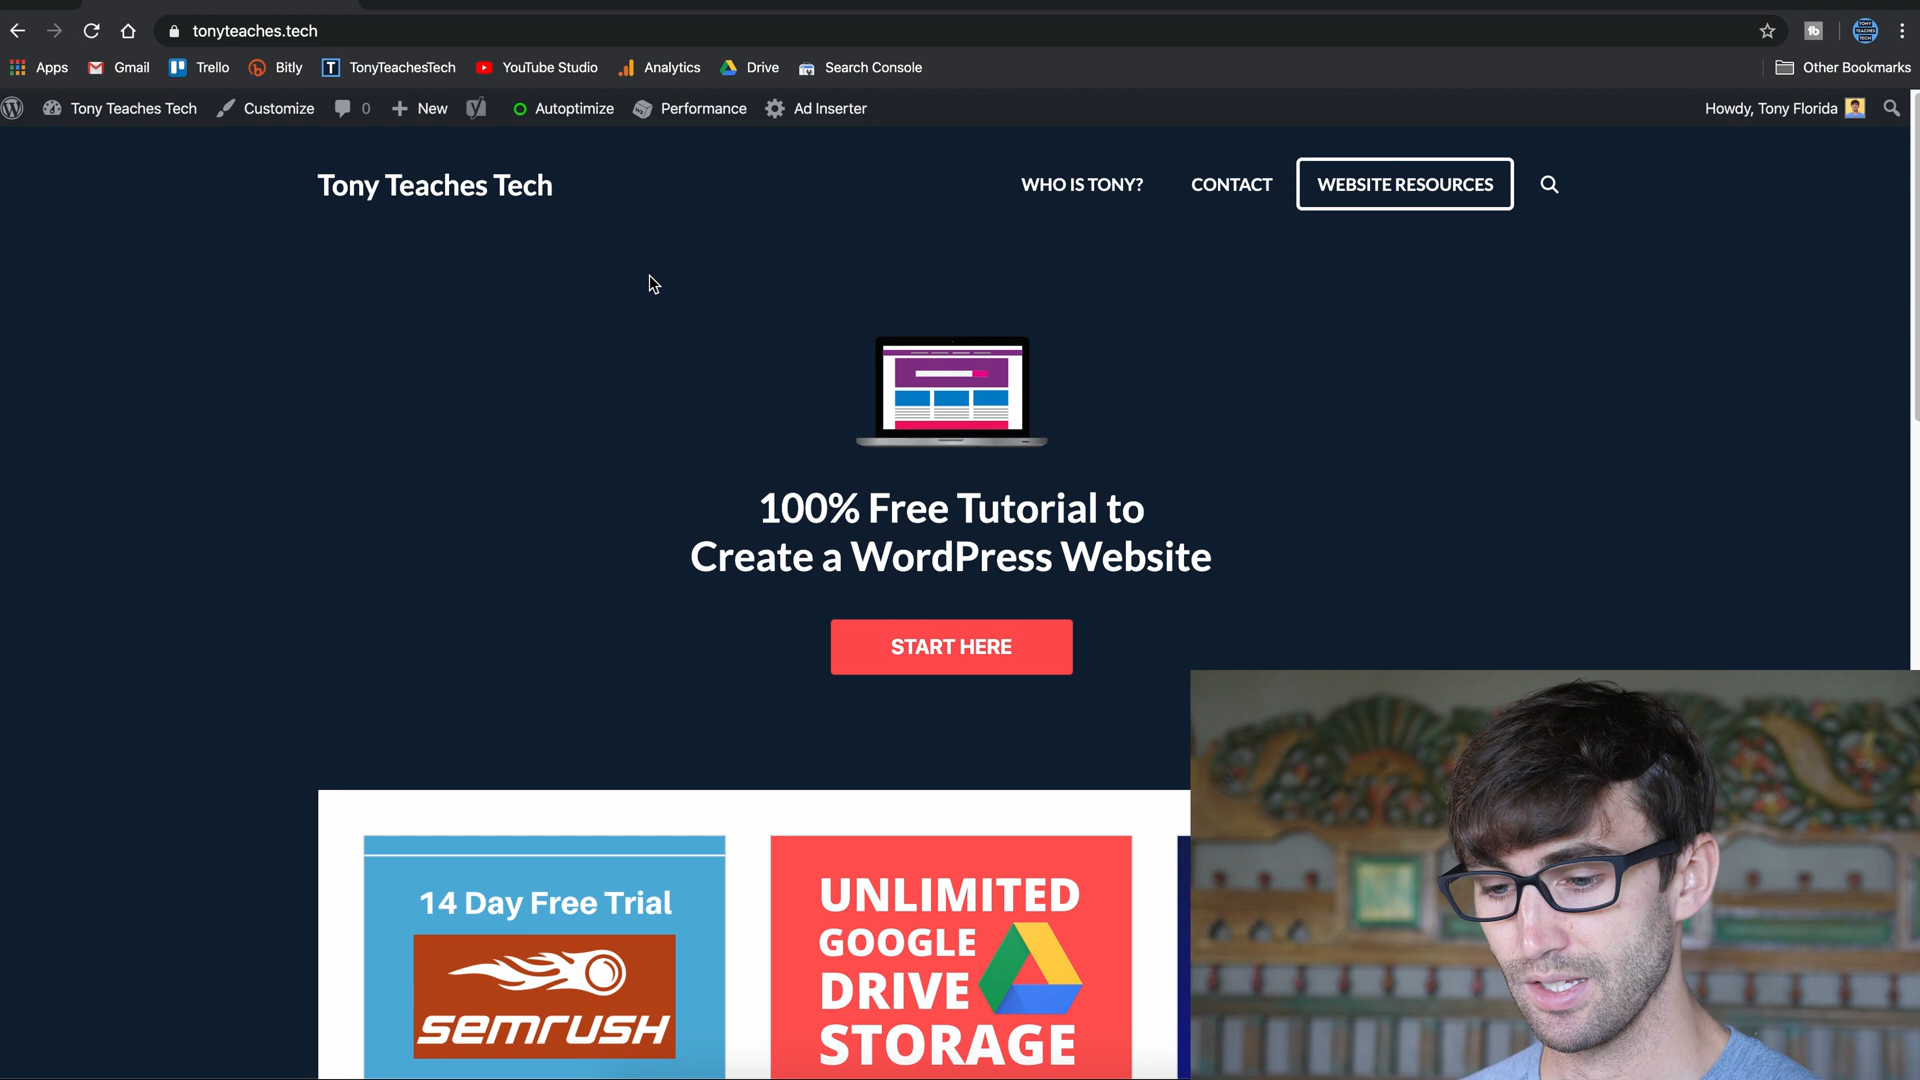 tonyteaches.tech
Apps Gmail Trello Bitly T TonyTeachesTech YouTube Studio Analytics Drive Search Console Other Bookmarks
Tony Teaches Tech Customize 0 New Autoptimize Performance Ad Inserter Howdy, Tony Florida
Tony Teaches Tech WHO IS TONY? CONTACT WEBSITE RESOURCES
100% Free Tutorial to
Create a WordPress Website
START HERE
14 Day Free Trial
SEMRUSH
UNLIMITED
GOOGLE
DRIVE
STORAGE